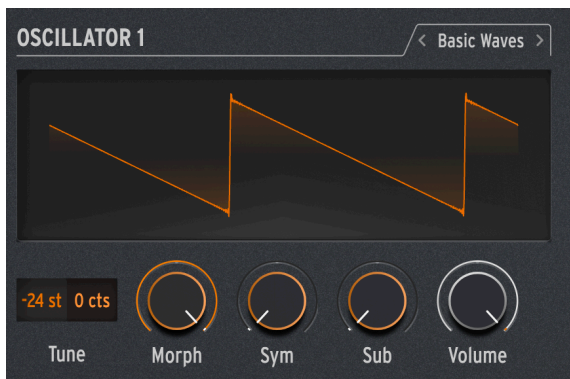 OSCILLATOR 1
< Basic Waves >
-24 st 0 cts
Tune Morph Sym Sub Volume